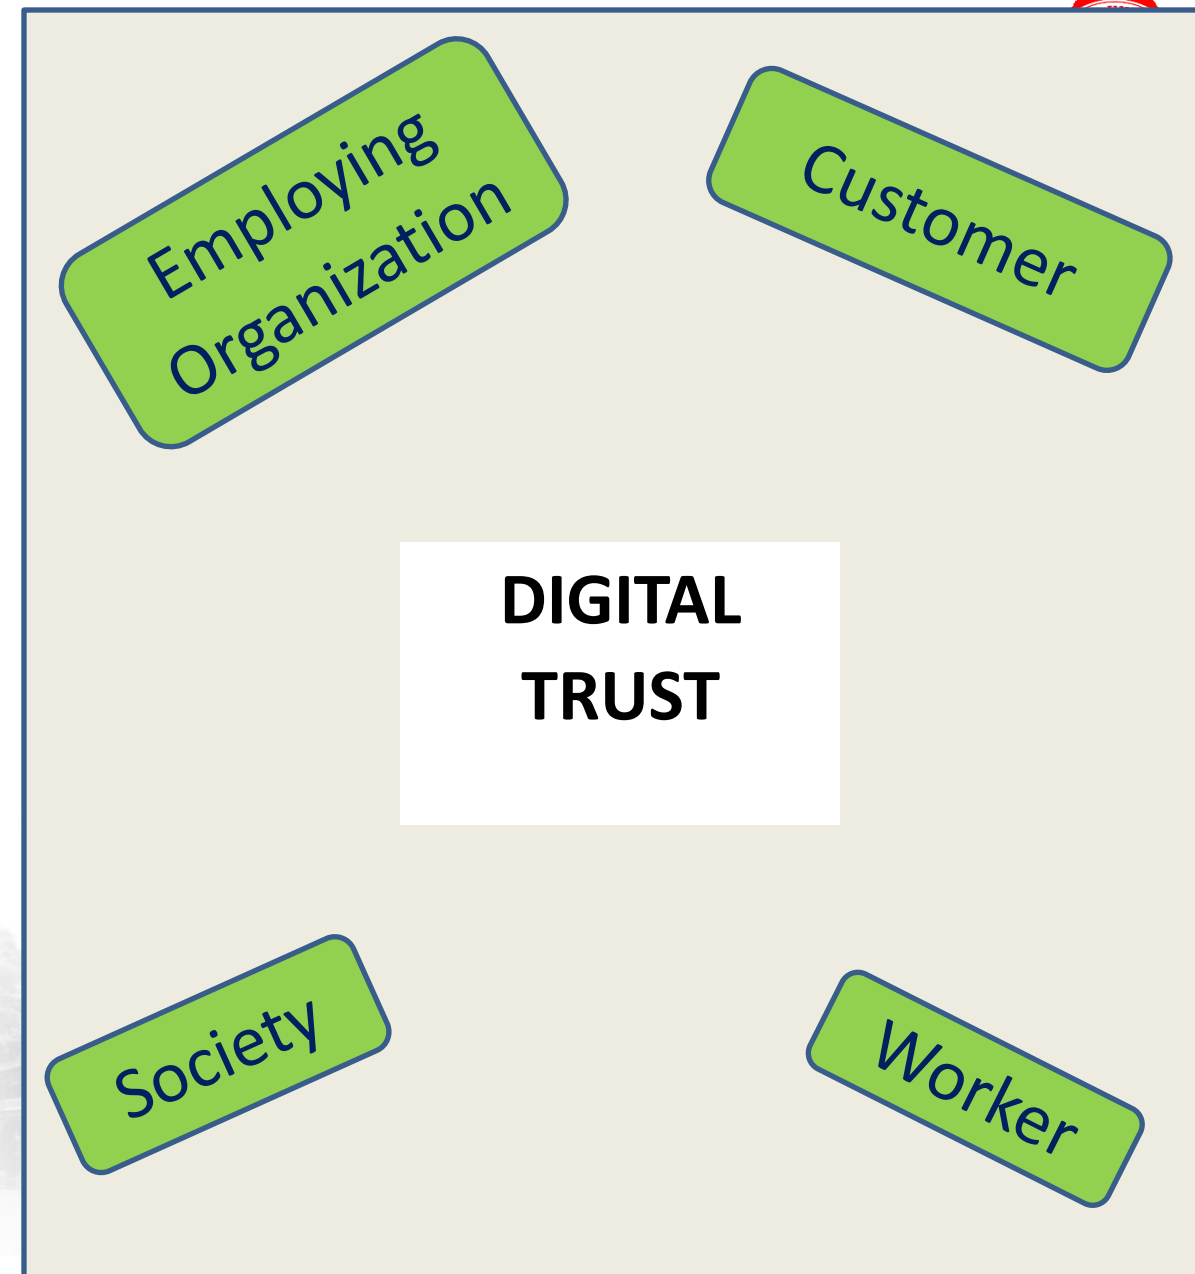 Employing
Organization
Customer
DIGITAL
TRUST
Society
Worker